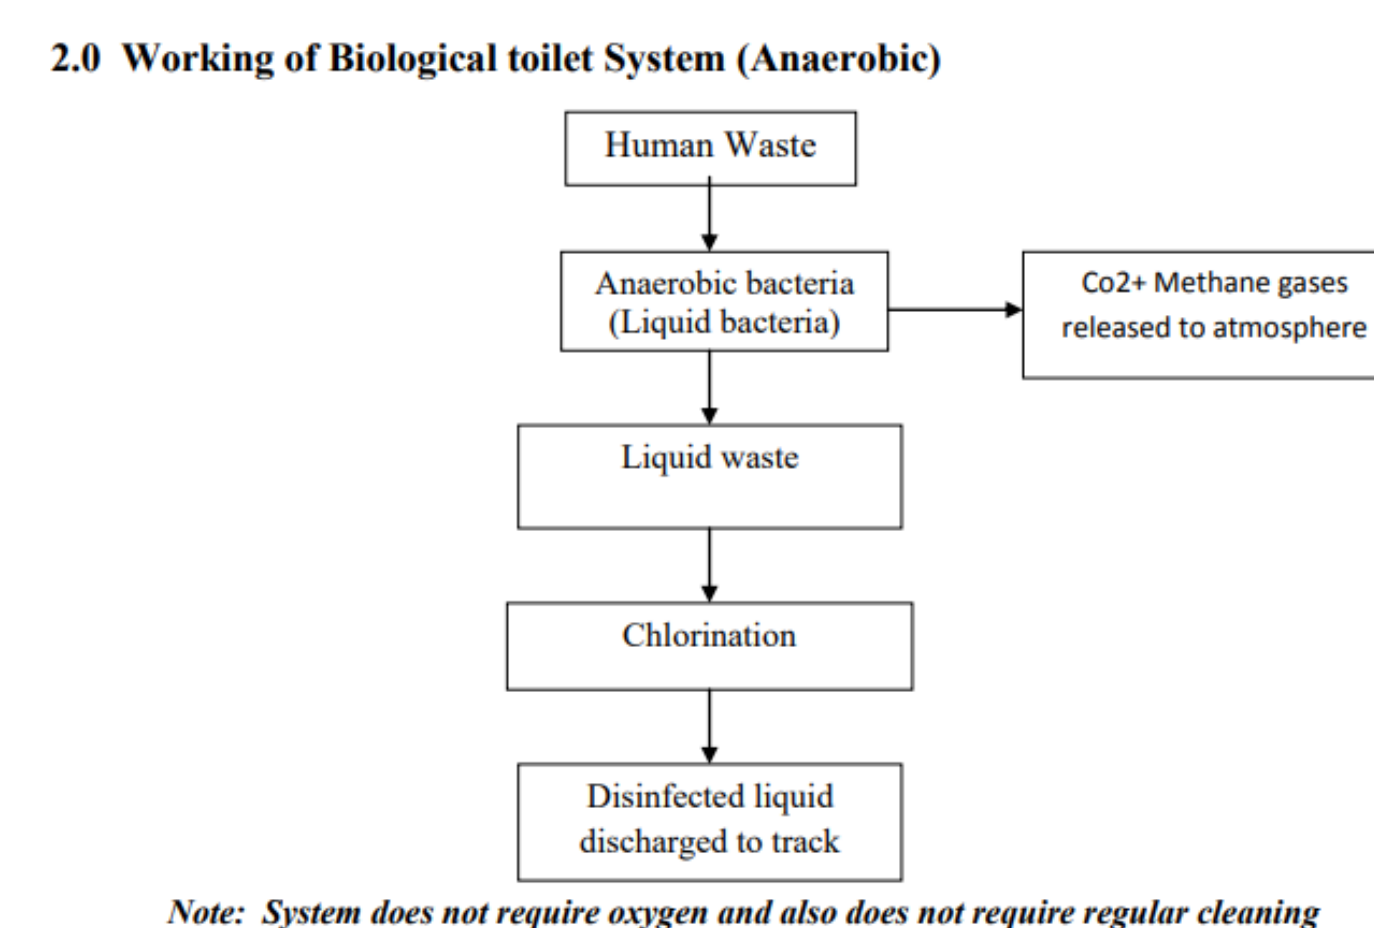 2.0 Working of Biological toilet System (Anaerobic)
Human Waste
Anaerobic bacteria
(Liquid bacteria)
Co2+ Methane gases
released to atmosphere
Liquid waste
Chlorination
Disinfected liquid
discharged to track
Note: System does not require oxygen and also does not require regular cleaning